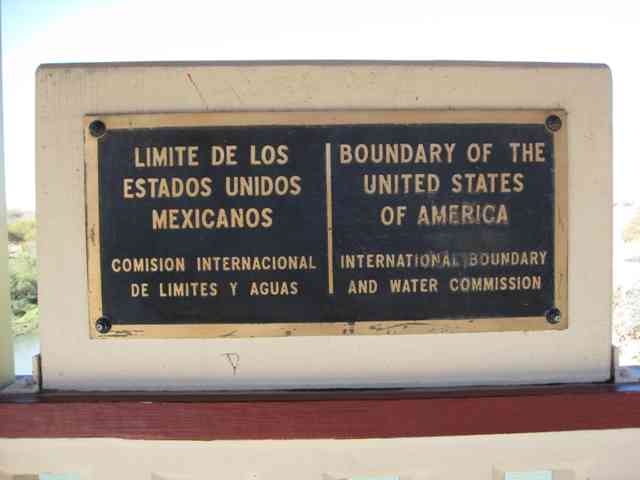 LIMITE DE LOS
ESTADOS UNIDOS
MEXICANOS
COMISION INTERNACIONAL
DE LIMITES Y AGUAS
BOUNDARY OF THE
UNITED STATES
OF AMERICA
INTERNATIONAL BOUNDARY
AND WATER COMMISSION